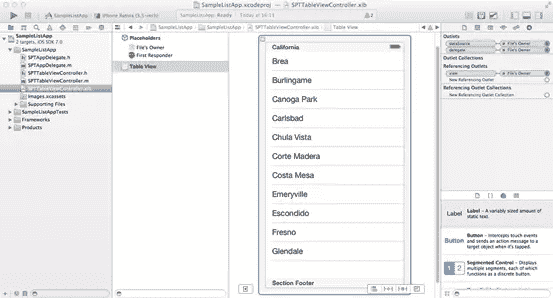 SampleListApp.xcodeproj — SPTTableViewController.xib
SampleListApp
iPhone Retina
SampleListApp: Ready | Today at 16:11
2
SampleListApp
SampleListApp
SPTTableViewController.xib
Table View
SampleListApp
2 targets, iOS SDK 7.0
SampleListApp
SPTAppDelegate.h
SPTAppDelegate.m
SPTTableViewController.h
SPTTableViewController.m
SPTTableViewController.xib
Images.xcassets
Supporting Files
SampleListAppTests
Frameworks
Products
Placeholders
File's Owner
First Responder
Table View
California
Brea
Burlingame
Canoga Park
Carlsbad
Chula Vista
Corte Madera
Costa Mesa
Emeryville
Escondido
Fresno
Glendale
Section Footer
Outlets
dataSource
File's Owner
delegate
File's Owner
Outlet Collections
Referencing Outlets
view
File's Owner
New Referencing Outlet
Referencing Outlet Collections
New Referencing Outlet Collection
Label
Label – A variably sized amount of
static text.
Button
Button – Intercepts touch events
and sends an action message to a
target object when it's tapped.
1 2
Segmented Control – Displays
multiple segments, each of which
functions as a discrete button.